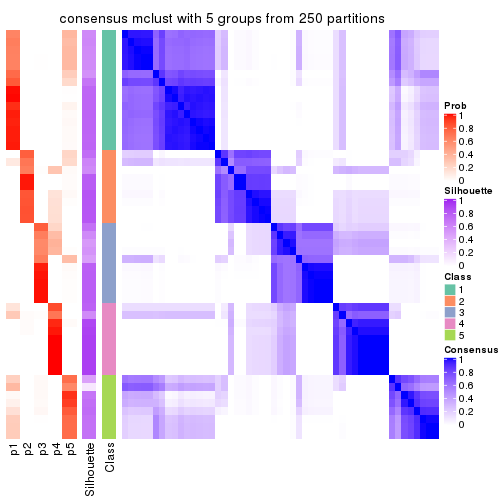 consensus mclust with 5 groups from 250 partitions
Prob
1
0.8
0.6
0.4
0.2
0
Silhouette
1
0.8
0.6
0.4
0.2
0
Class
1
2
3
4
5
Consensus
1
0.8
0.6
0.4
0.2
0
p1
p2
p3
p4
p5
Silhouette
Class